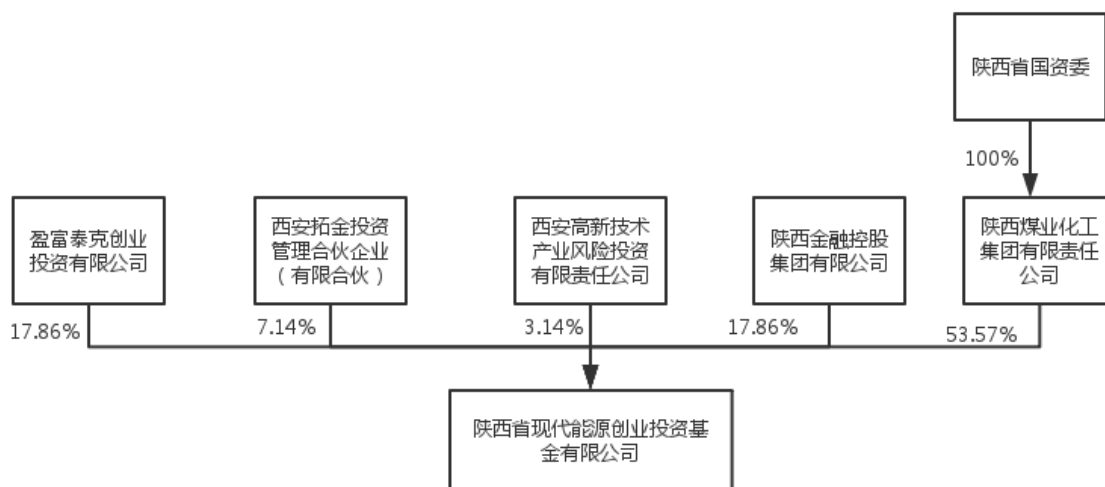 陕西省国资委
100%
盈富泰克创业
投资有限公司
西安拓金投资
管理合伙企业
（有限合伙）
西安高新技术
产业风险投资
有限责任公司
陕西金融控股
集团有限公司
陕西煤业化工
集团有限责任
公司
17.86%
7.14%
3.14%
17.86%
53.57%
陕西省现代能源创业投资基
金有限公司